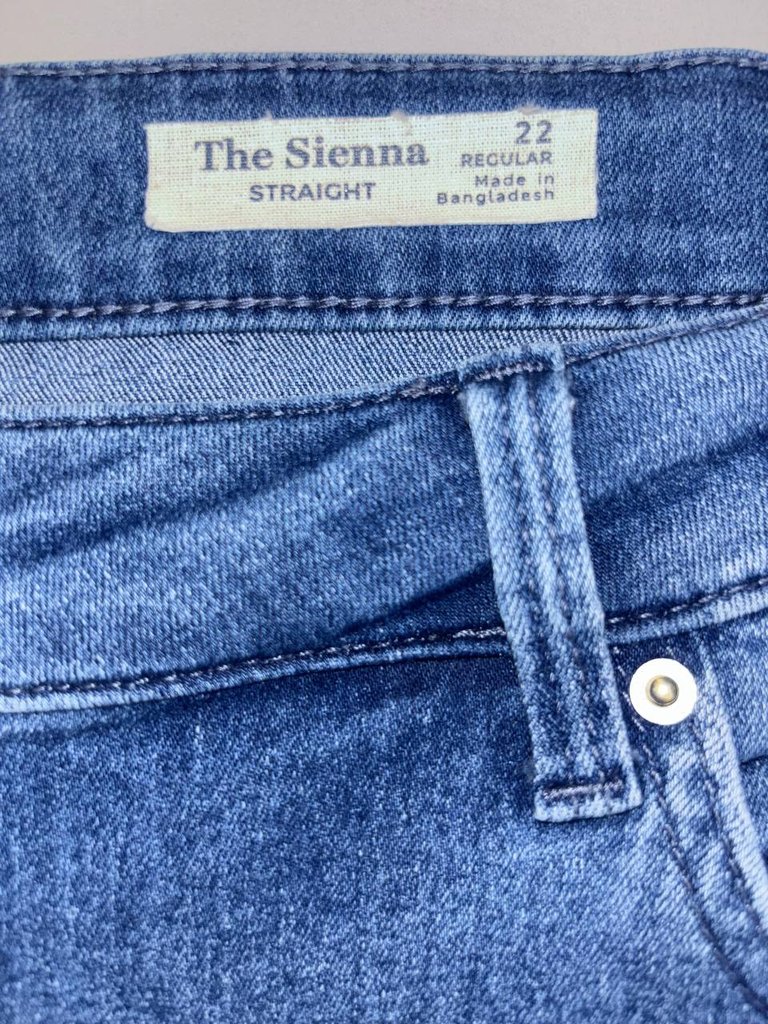 The Sienna
STRAIGHT
22
REGULAR
Made in
Bangladesh